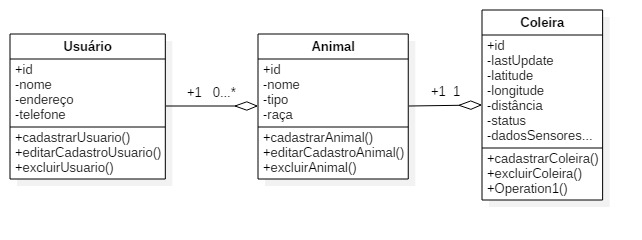 Usuário
+id
-nome
-endereço
-telefone
+cadastrarUsuario()
+editarCadastroUsuario()
+excluirUsuario()
+1 0...*
Animal
+id
-nome
-tipo
-raça
+cadastrarAnimal()
+editarCadastroAnimal()
+excluirAnimal()
+1 1
Coleira
+id
-lastUpdate
-latitude
-longitude
-distância
-status
-dadosSensores...
+cadastrarColeira()
+excluirColeira()
+Operation1()